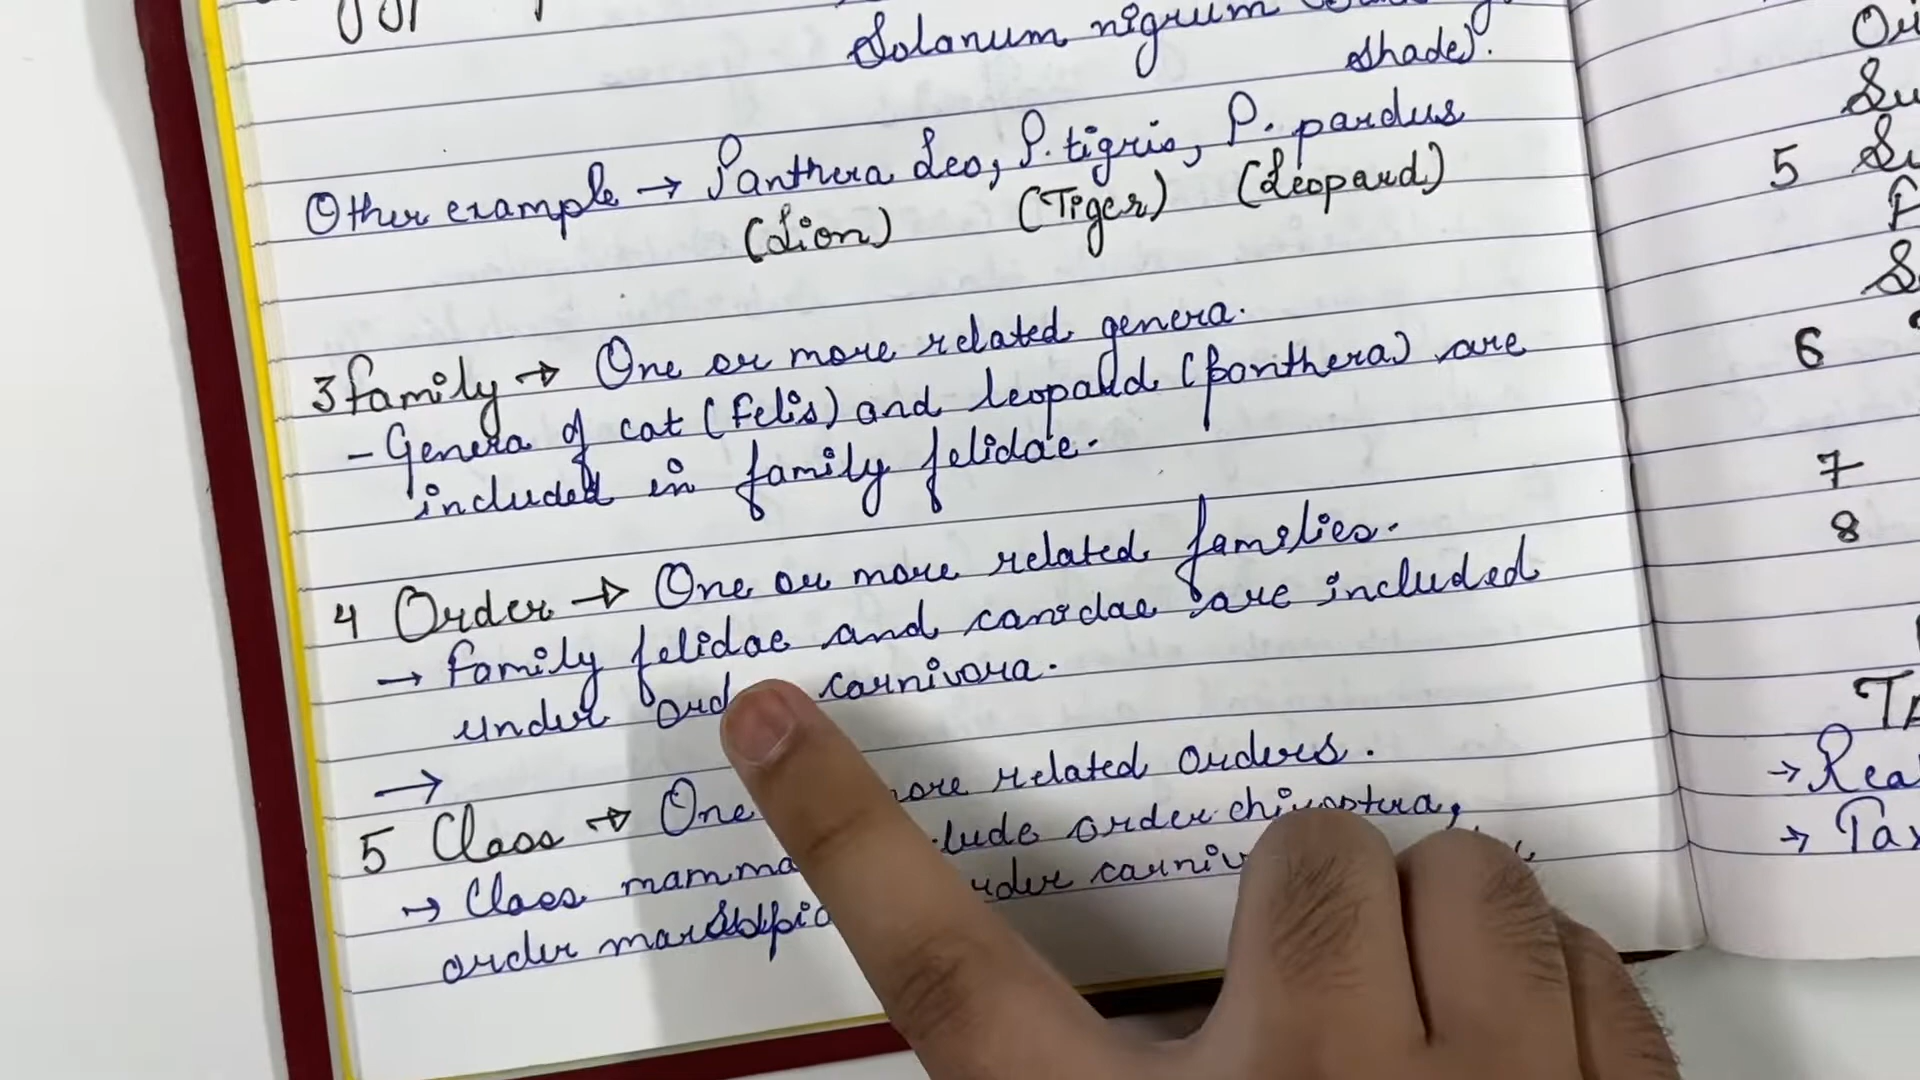 Solanum nigrum
shade).
Other example → Panthera Leo, P. tigris, P. pardus
(Lion) (Tiger) (Leopard)
3 family → One or more related genera.
- Genera of cat (Felis) and leopard (panthera) are
included in family felidae.
4 Order → One or more related families.
→ family felidae and canidae are included
under carnivora.
→
5 Class → One more related orders.
→ Class order chiroptera,
order order
5
6
7
8